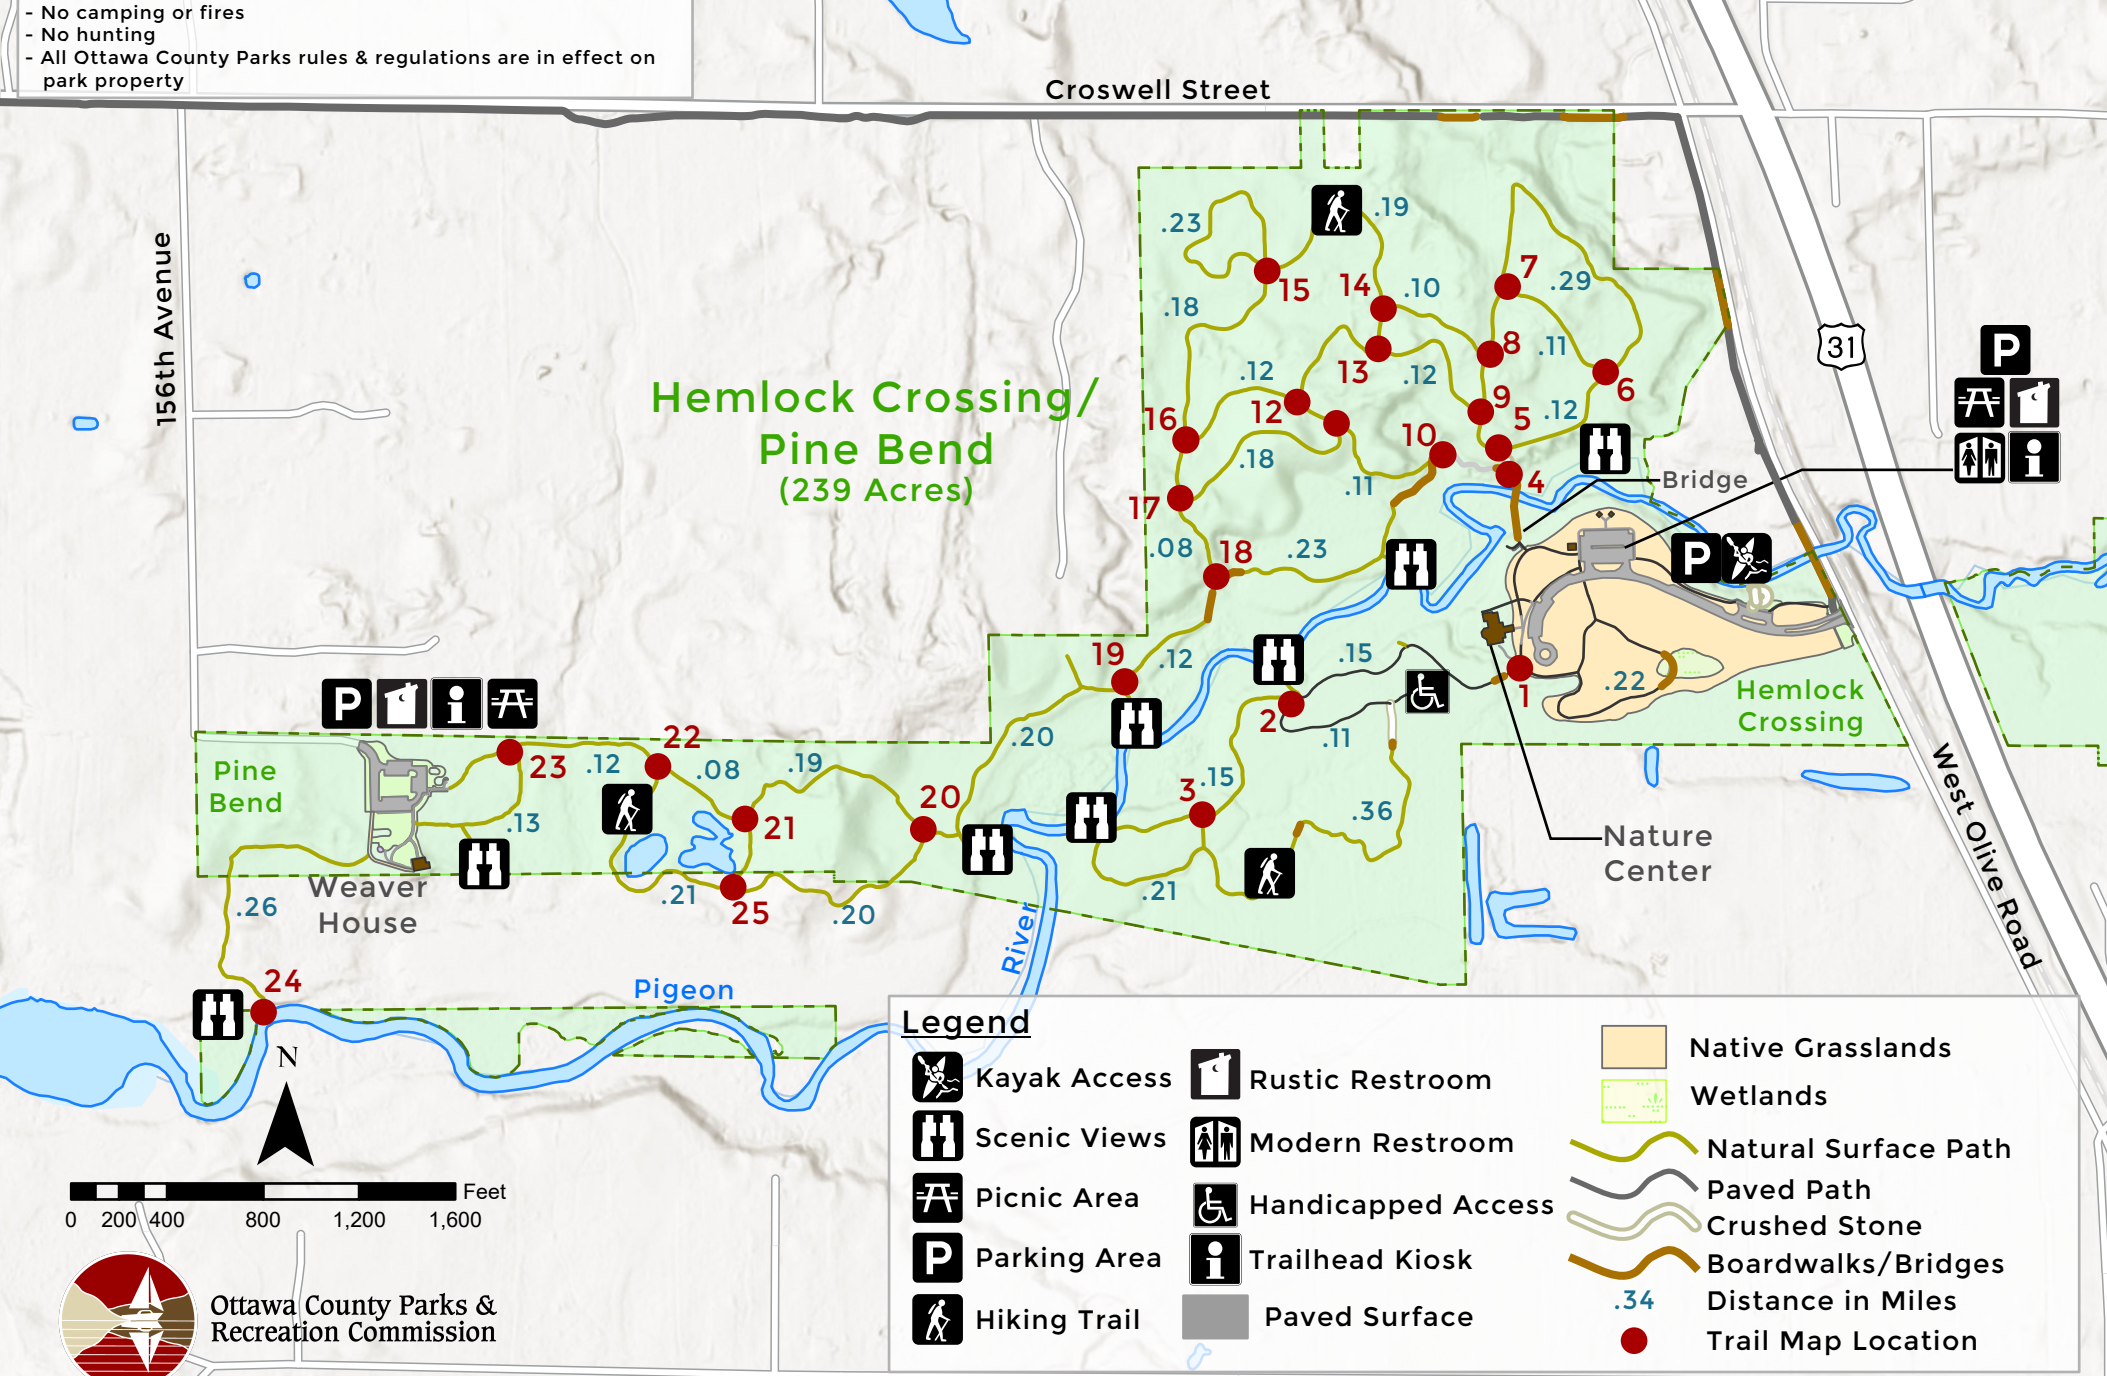 - No camping or fires
- No hunting
- All Ottawa County Parks rules & regulations are in effect on
park property
Croswell Street
156th Avenue
.23
.19
7
.29
15
14
.10
.18
8
.11
31
P
13
.12
.12
6
Hemlock Crossing/
Pine Bend
(239 Acres)
16
12
9
5
.12
10
.18
.11
4
Bridge
17
.08
18
.23
P
19
.12
.15
1
.22
Hemlock
Crossing
P
2
.11
.20
22
23
.12
.08
.19
Pine
Bend
.15
3
20
.13
21
.36
Nature
Center
West Olive Road
Weaver
House
.26
.21
25
.20
.21
River
24
Pigeon
N
Feet
0 200 400 800 1,200 1,600
Ottawa County Parks &
Recreation Commission
Legend
Kayak Access
Scenic Views
Picnic Area
P Parking Area
Hiking Trail
Rustic Restroom
Modern Restroom
Handicapped Access
Trailhead Kiosk
Paved Surface
Native Grasslands
Wetlands
Natural Surface Path
Paved Path
Crushed Stone
Boardwalks/Bridges
.34 Distance in Miles
Trail Map Location